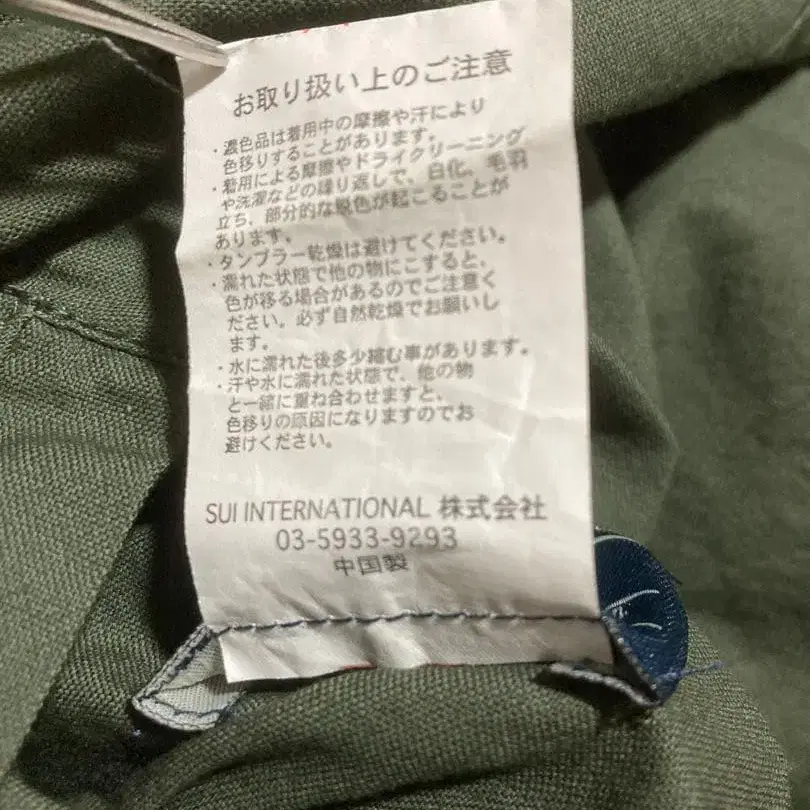 お取り扱い上のご注意
・濃色品は着用中の摩擦や汗により
色移りすることがあります。
・着用による摩擦やドライクリーニング
や洗濯などの繰り返しで、白化、毛羽
立ち、部分的な脱色が起こることが
あります。
・タンブラー乾燥は避けてください。
・濡れた状態で他の物にこすると、
色が移る場合があるのでご注意く
ださい。必ず自然乾燥でお願いし
ます。
・水に濡れた後多少縮む事があります。
・汗や水に濡れた状態で、他の物
と一緒に重ね合わせますと、
色移りの原因になりますのでお
避けください。
SUI INTERNATIONAL 株式会社
03-5933-9293
中国製